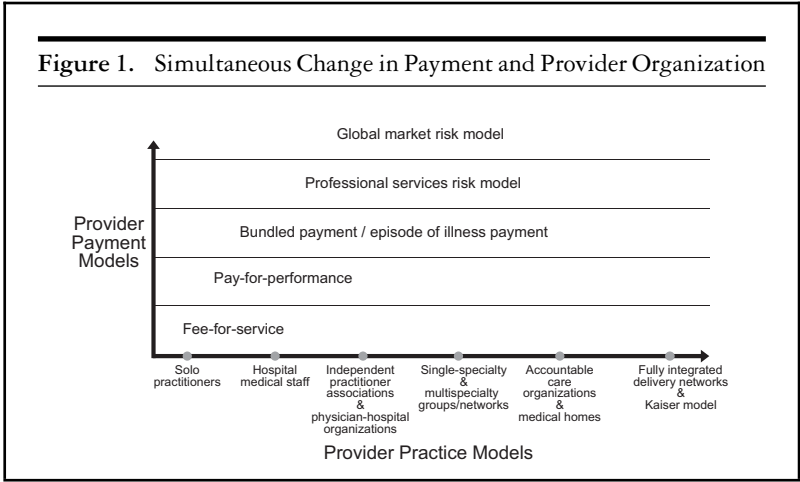 Figure 1. Simultaneous Change in Payment and Provider Organization
Global market risk model
Professional services risk model
Bundled payment / episode of illness payment
Pay-for-performance
Fee-for-service
Provider
Payment
Models
Solo
practitioners
Hospital
medical staff
Independent
practitioner
associations
&
physician-hospital
organizations
Single-specialty
&
multispecialty
groups/networks
Accountable
care
organizations
&
medical homes
Fully integrated
delivery networks
&
Kaiser model
Provider Practice Models